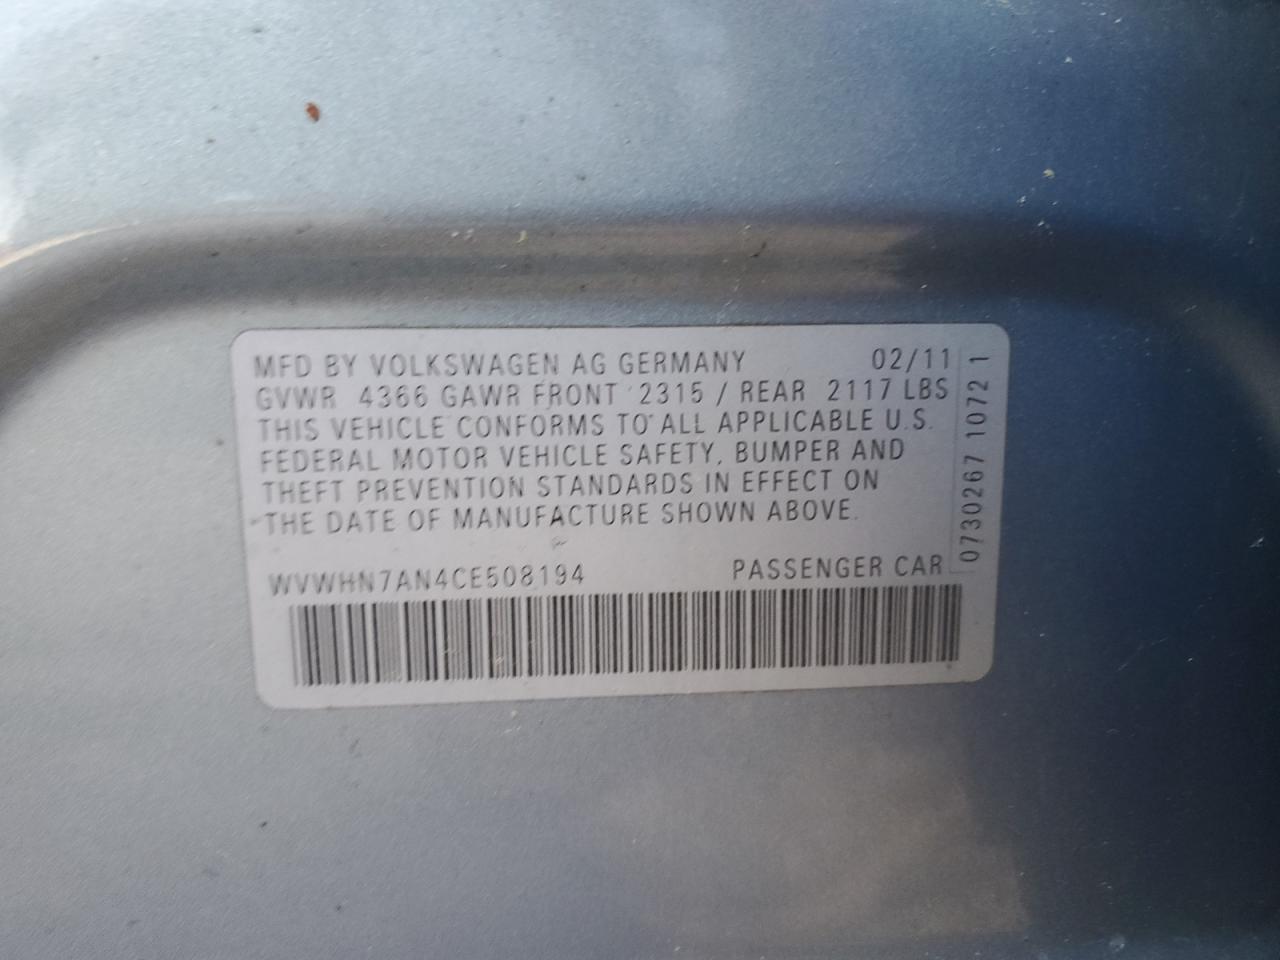 MFD BY VOLKSWAGEN AG GERMANY 02/11
GVWR 4366 GAWR FRONT 2315 / REAR 2117 LBS
THIS VEHICLE CONFORMS TO ALL APPLICABLE U.S.
FEDERAL MOTOR VEHICLE SAFETY, BUMPER AND
THEFT PREVENTION STANDARDS IN EFFECT ON
THE DATE OF MANUFACTURE SHOWN ABOVE.
WVWHN7AN4CE508194 PASSENGER CAR
0730267 1072 1